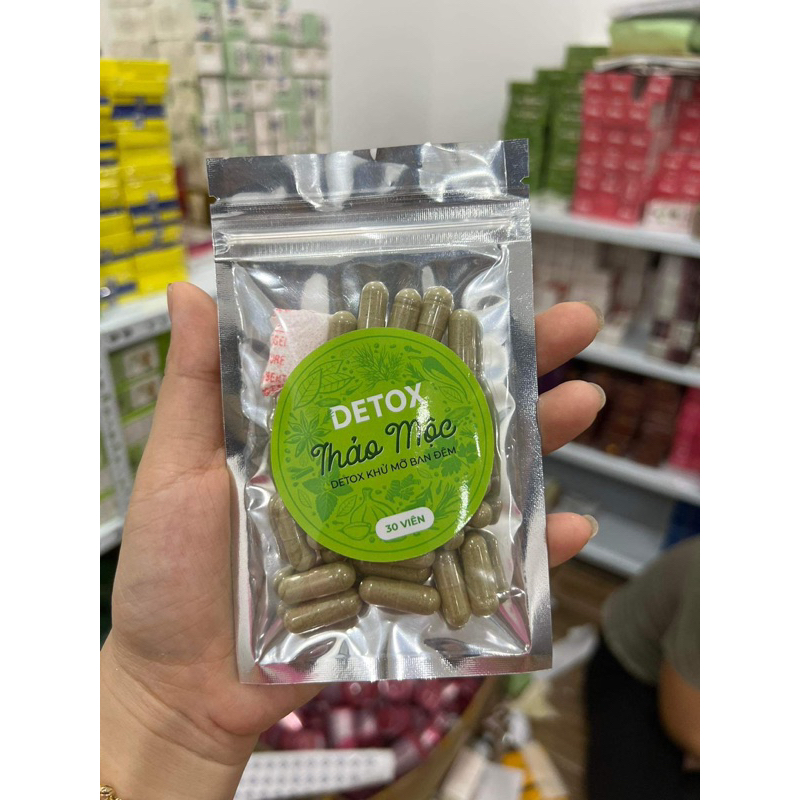 DETOX
Thảo Mộc
DETOX KHỬ MỠ BAN ĐÊM
30 VIÊN